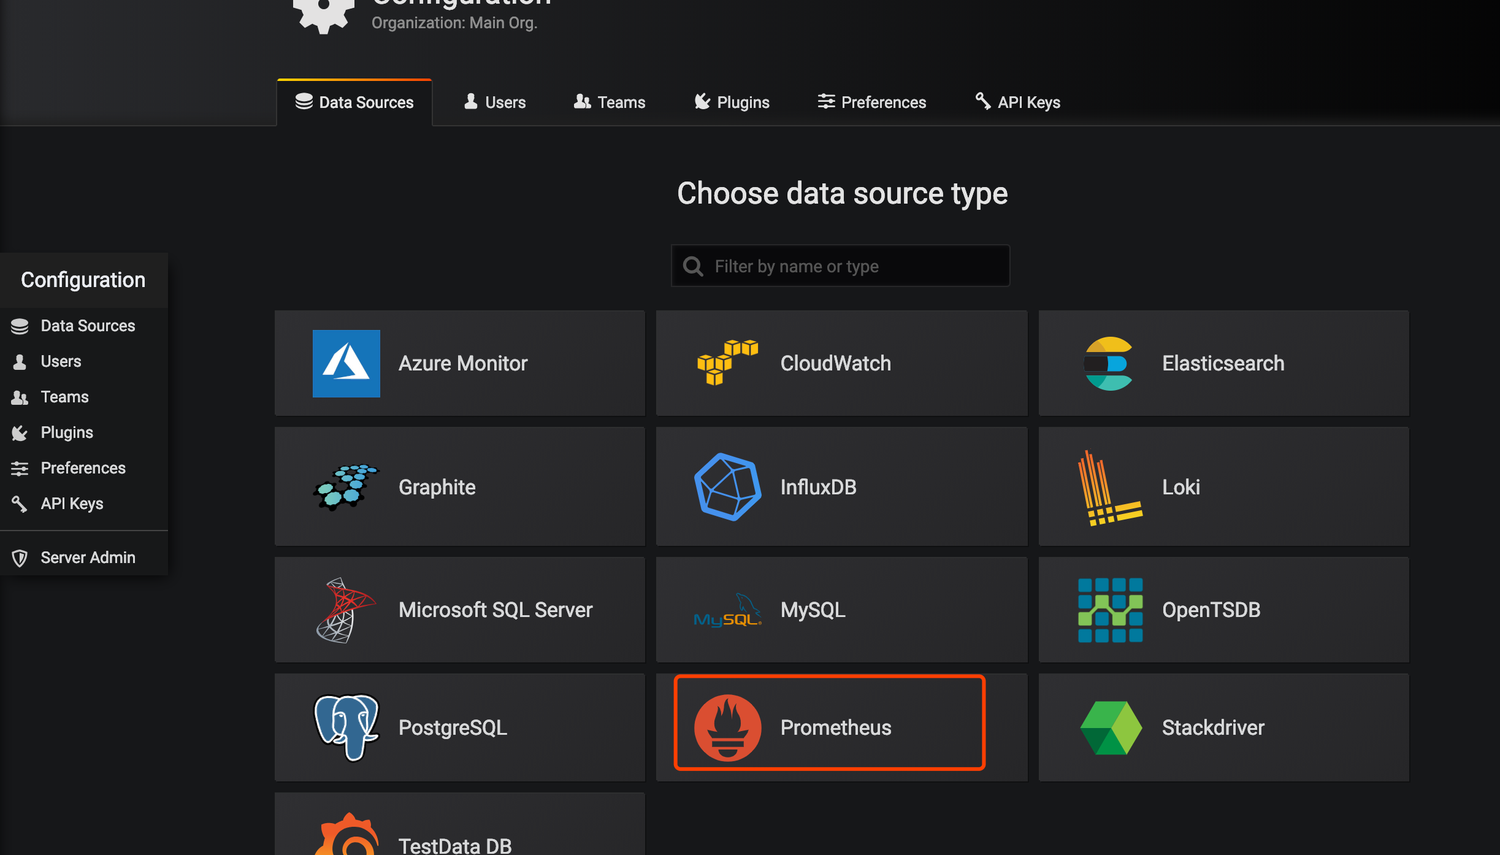 Configuration
Organization: Main Org.
Data Sources
Users
Teams
Plugins
Preferences
API Keys
Choose data source type
Filter by name or type
Configuration
Data Sources
Users
Teams
Plugins
Preferences
API Keys
Server Admin
Azure Monitor
CloudWatch
Elasticsearch
Graphite
InfluxDB
Loki
Microsoft SQL Server
MySQL
MySQL
OpenTSDB
PostgreSQL
Prometheus
Stackdriver
TestData DB